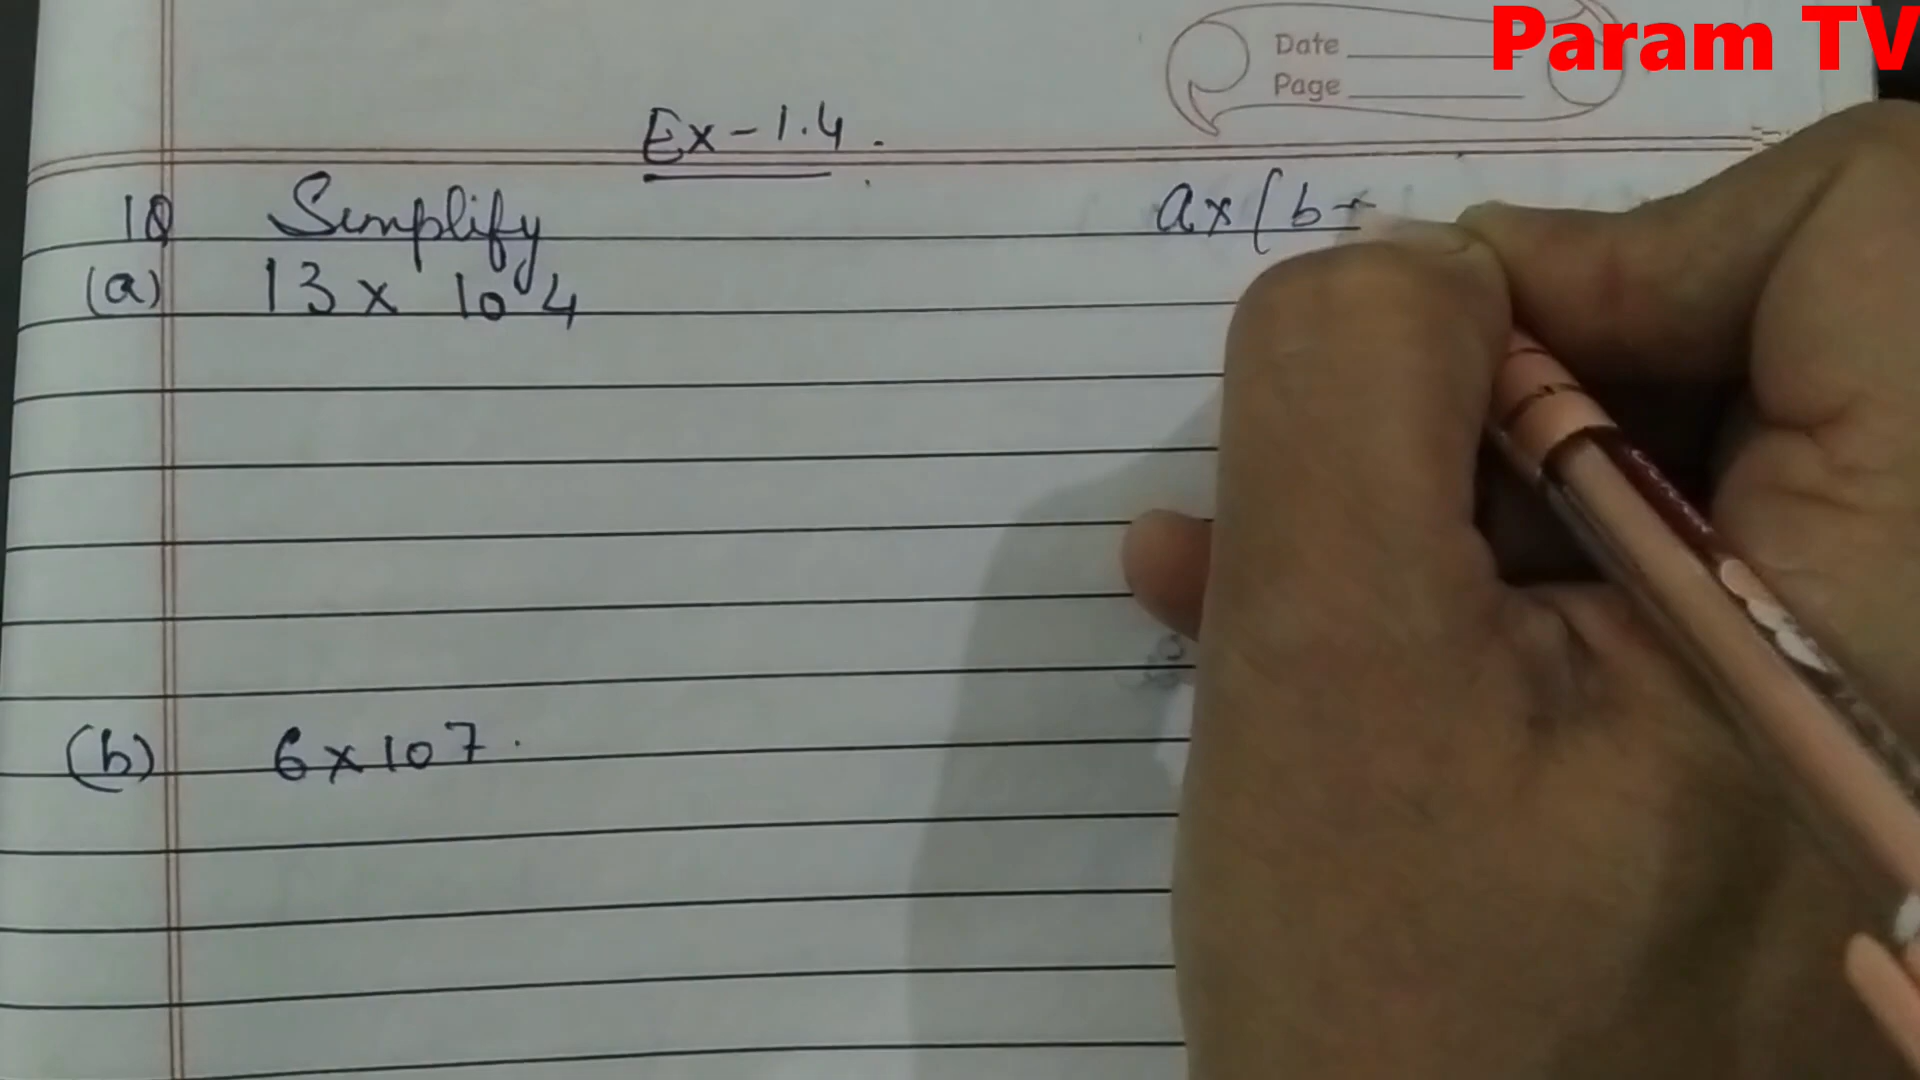 Param TV
Date
Page
Ex-1.4.
1Q Simplify
a×(b+
(a) 13 × 104
(b) 6×107.